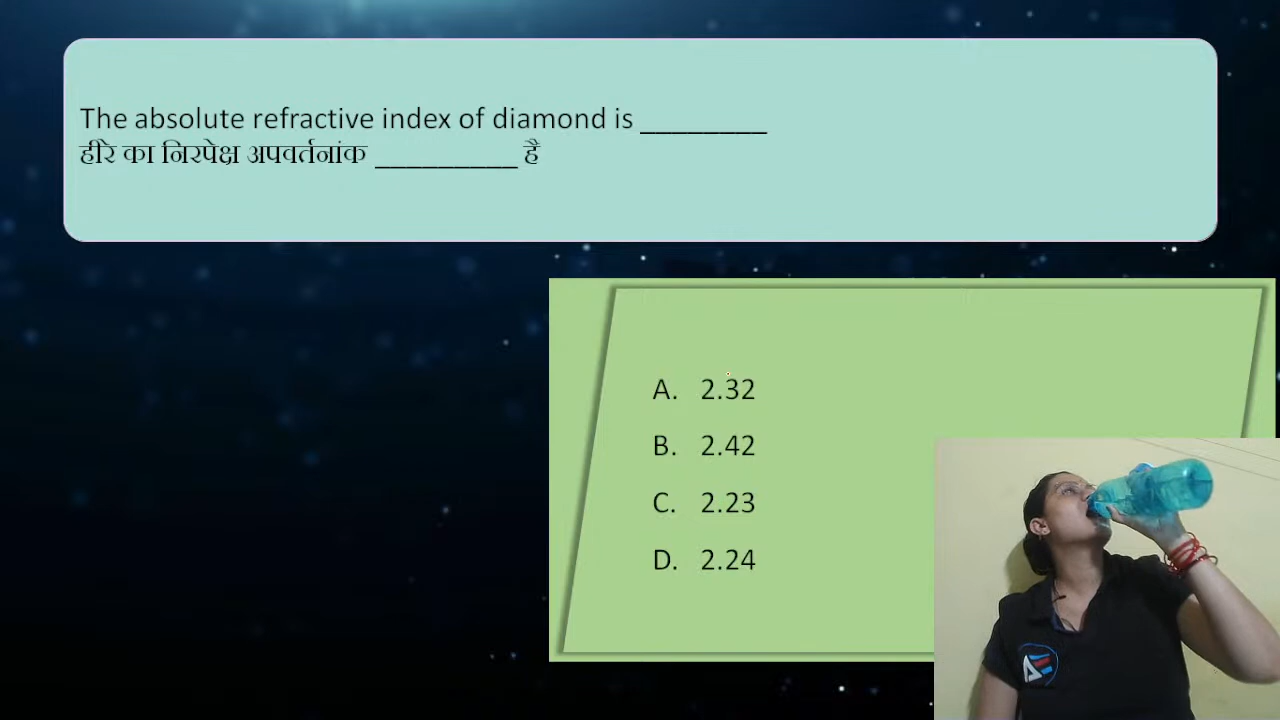 The absolute refractive index of diamond is ________
हीरे का निरपेक्ष अपवर्तनांक _________ है
A. 2.32
B. 2.42
C. 2.23
D. 2.24